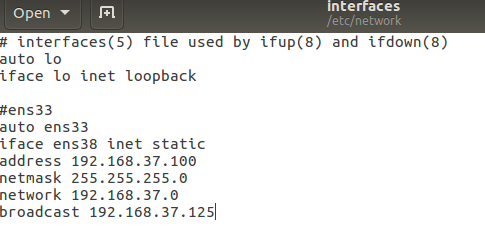 Open
interfaces
/etc/network
# interfaces(5) file used by ifup(8) and ifdown(8)
auto lo
iface lo inet loopback
#ens33
auto ens33
iface ens38 inet static
address 192.168.37.100
netmask 255.255.255.0
network 192.168.37.0
broadcast 192.168.37.125